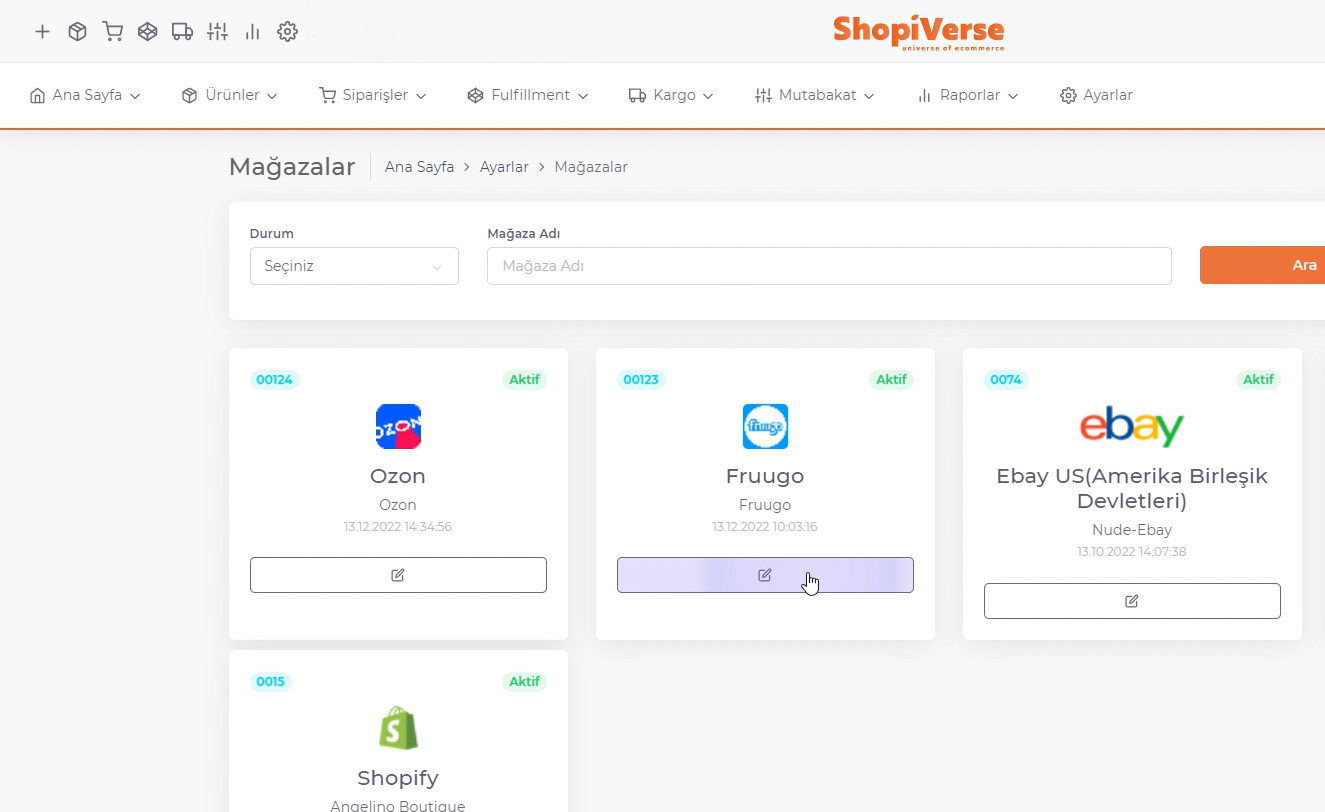 ShopiVerse
universe of ecommerce
Ana Sayfa Ürünler Siparişler Fulfillment Kargo Mutabakat Raporlar Ayarlar
Mağazalar Ana Sayfa > Ayarlar > Mağazalar
Durum Mağaza Adı
Seçiniz Mağaza Adı Ara
00124 Aktif
OZON
Ozon
Ozon
13.12.2022 14:34:56
00123 Aktif
fruugo
Fruugo
Fruugo
13.12.2022 10:03:16
0074 Aktif
ebay
Ebay US(Amerika Birleşik
Devletleri)
Nude-Ebay
13.10.2022 14:07:38
0015 Aktif
S
Shopify
Angelino Boutique